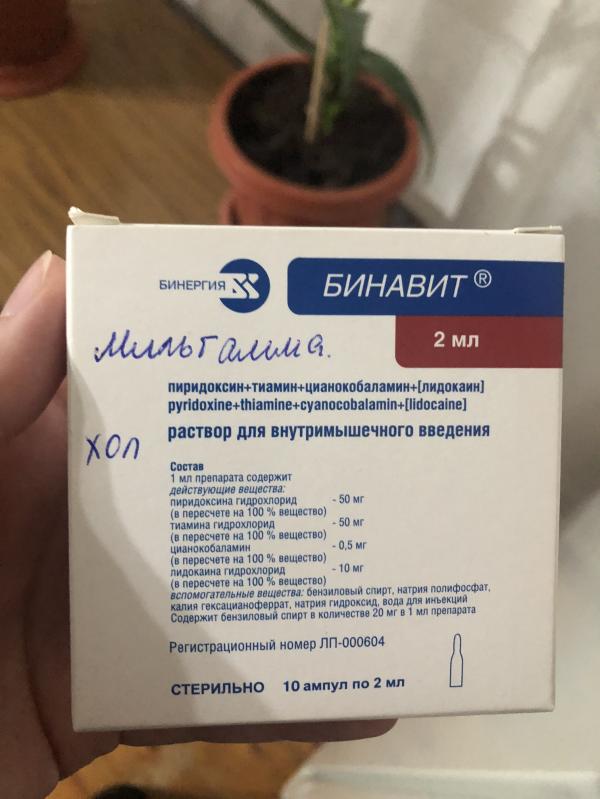 БИНЕРГИЯ
БИНАВИТ®
2 мл
Мильгамма.
пиридоксин+тиамин+цианокобаламин+[лидокаин]
pyridoxine+thiamine+cyanocobalamin+[lidocaine]
хол
раствор для внутримышечного введения
Состав
1 мл препарата содержит
действующие вещества:
пиридоксина гидрохлорид - 50 мг
(в пересчете на 100 % вещество)
тиамина гидрохлорид - 50 мг
(в пересчете на 100 % вещество)
цианокобаламин - 0,5 мг
(в пересчете на 100 % вещество)
лидокаина гидрохлорид - 10 мг
(в пересчете на 100 % вещество)
вспомогательные вещества: бензиловый спирт, натрия полифосфат,
калия гексацианоферрат, натрия гидроксид, вода для инъекций
Содержит бензиловый спирт в количестве 20 мг в 1 мл препарата
Регистрационный номер ЛП-000604
СТЕРИЛЬНО 10 ампул по 2 мл